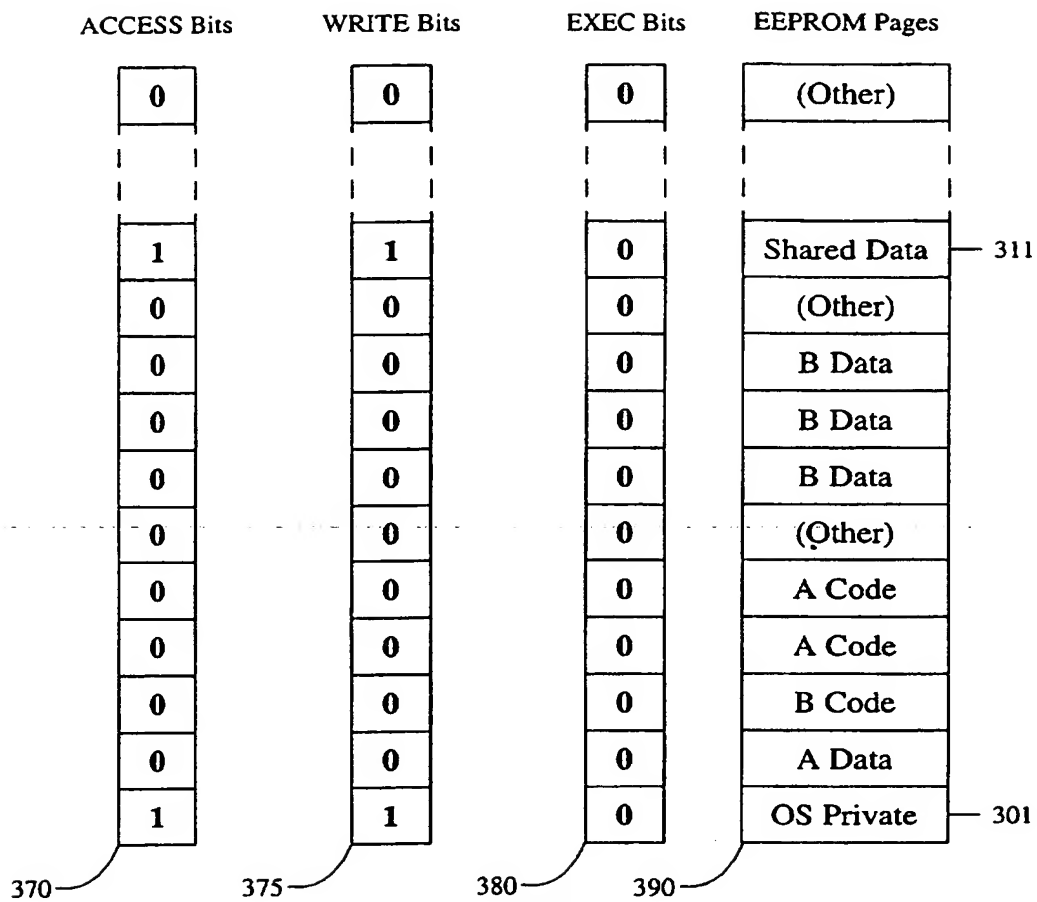 ACCESS Bits WRITE Bits EXEC Bits EEPROM Pages
0 0 0 (Other)
1 1 0 Shared Data 311
0 0 0 (Other)
0 0 0 B Data
0 0 0 B Data
0 0 0 B Data
0 0 0 (Other)
0 0 0 A Code
0 0 0 A Code
0 0 0 B Code
0 0 0 A Data
1 1 0 OS Private 301
370 375 380 390